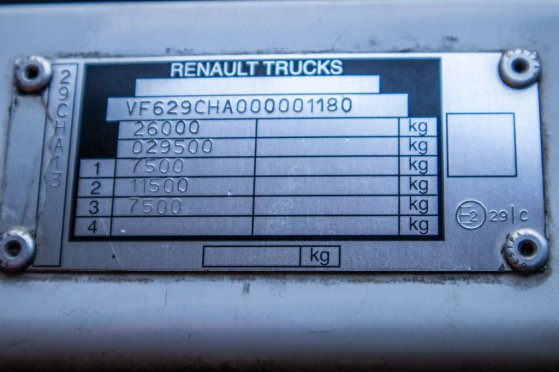 RENAULT TRUCKS
VF629CHA000001180
26000 kg
029500 kg
1 7500 kg
2 11500 kg
3 7500 kg
4 kg
kg
29CHA13
E2 29|C